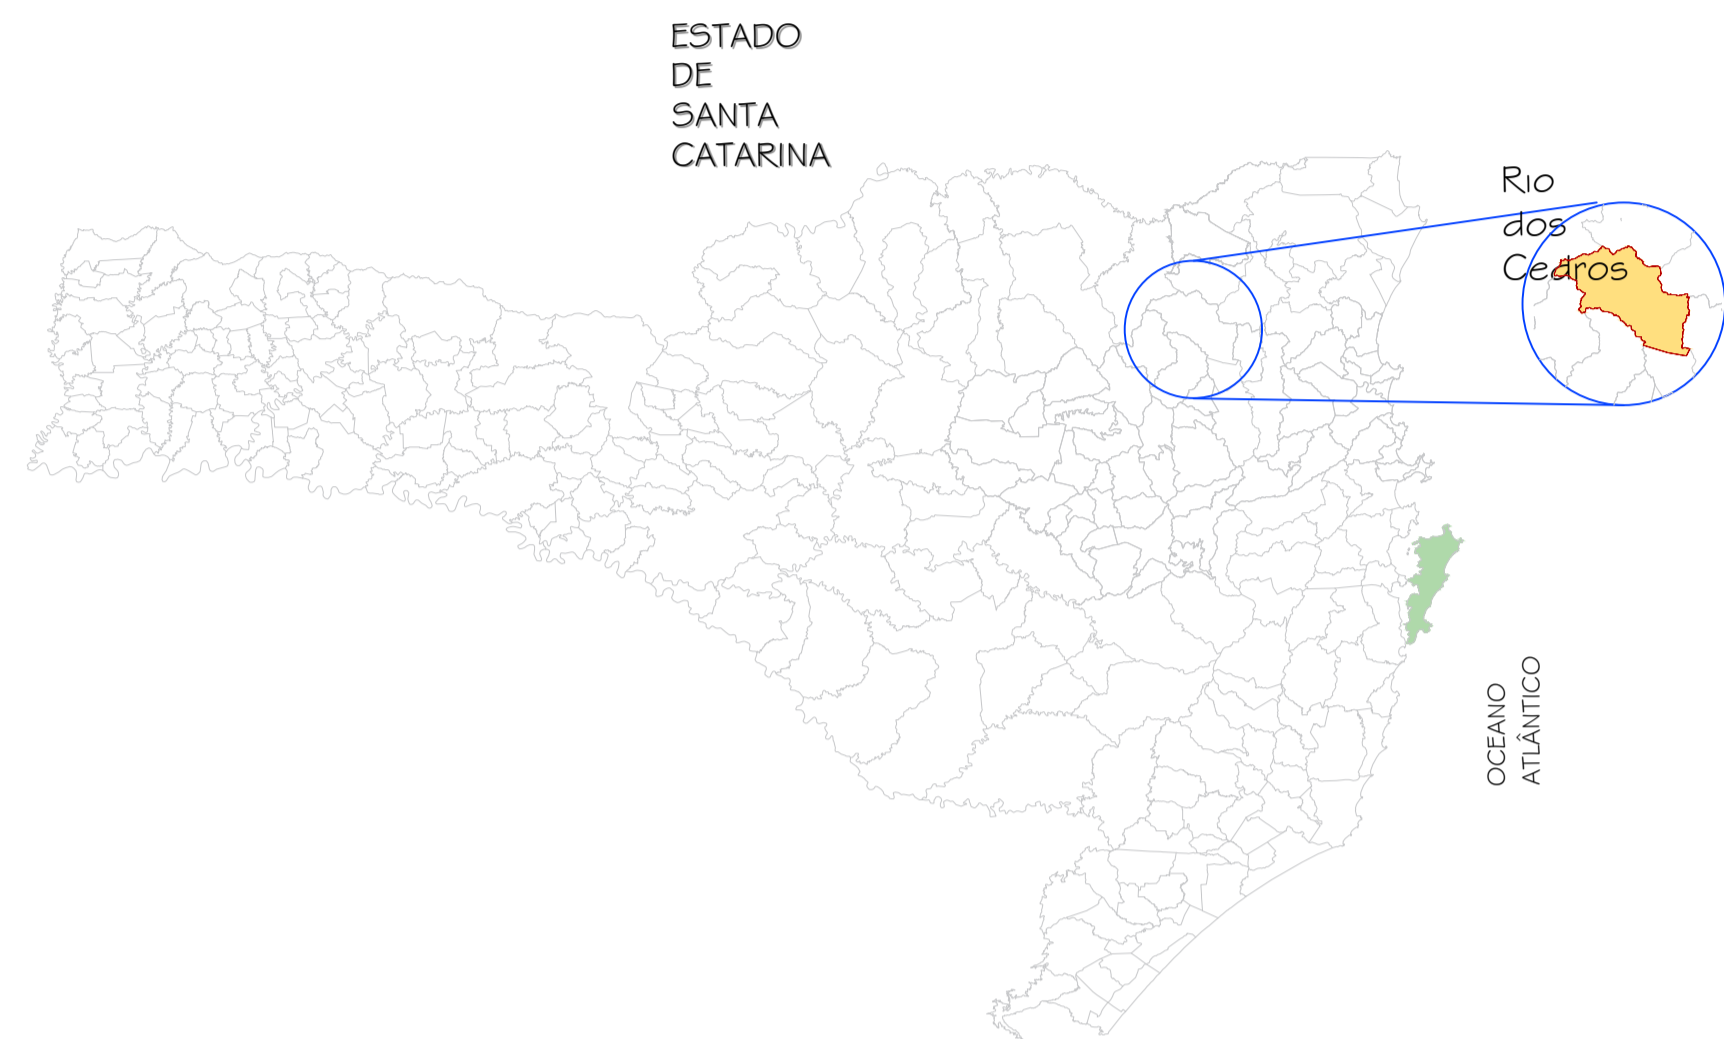 ESTADO
DE
SANTA
CATARINA
Rio
dos
Cedros
OCEANO
ATLÂNTICO